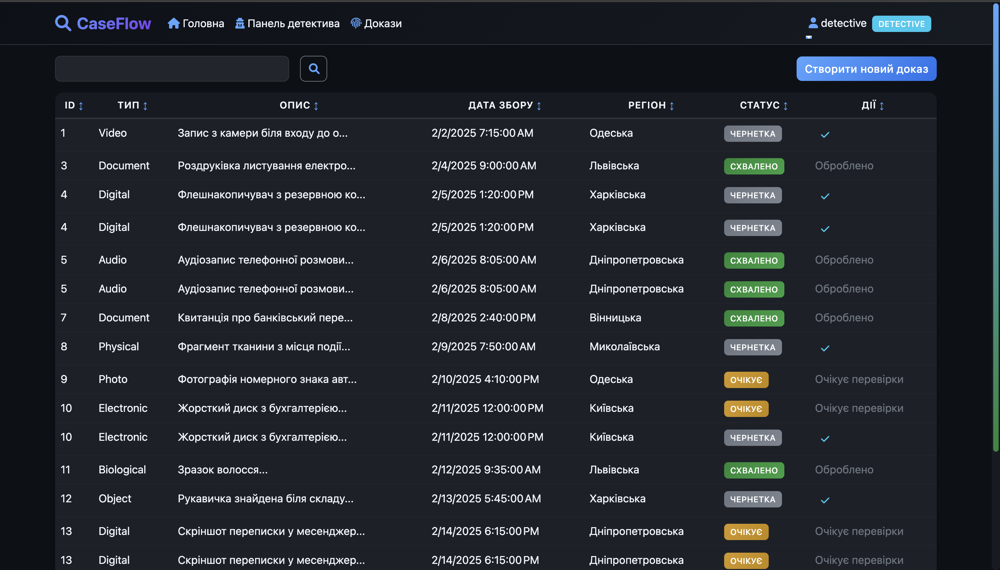 CaseFlow Головна Панель детектива Докази detective DETECTIVE
Створити новий доказ
ID ТИП ОПИС ДАТА ЗБОРУ РЕГІОН СТАТУС ДІЇ
1 Video Запис з камери біля входу до о... 2/2/2025 7:15:00 AM Одеська ЧЕРНЕТКА
3 Document Роздруківка листування електро... 2/4/2025 9:00:00 AM Львівська СХВАЛЕНО Оброблено
4 Digital Флешнакопичувач з резервною ко... 2/5/2025 1:20:00 PM Харківська ЧЕРНЕТКА
4 Digital Флешнакопичувач з резервною ко... 2/5/2025 1:20:00 PM Харківська ЧЕРНЕТКА
5 Audio Аудіозапис телефонної розмови... 2/6/2025 8:05:00 AM Дніпропетровська СХВАЛЕНО Оброблено
5 Audio Аудіозапис телефонної розмови... 2/6/2025 8:05:00 AM Дніпропетровська СХВАЛЕНО Оброблено
7 Document Квитанція про банківський пере... 2/8/2025 2:40:00 PM Вінницька СХВАЛЕНО Оброблено
8 Physical Фрагмент тканини з місця події... 2/9/2025 7:50:00 AM Миколаївська ЧЕРНЕТКА
9 Photo Фотографія номерного знака авт... 2/10/2025 4:10:00 PM Одеська ОЧІКУЄ Очікує перевірки
10 Electronic Жорсткий диск з бухгалтерією... 2/11/2025 12:00:00 PM Київська ОЧІКУЄ Очікує перевірки
10 Electronic Жорсткий диск з бухгалтерією... 2/11/2025 12:00:00 PM Київська ЧЕРНЕТКА
11 Biological Зразок волосся... 2/12/2025 9:35:00 AM Львівська СХВАЛЕНО Оброблено
12 Object Рукавичка знайдена біля складу... 2/13/2025 5:45:00 AM Харківська ЧЕРНЕТКА
13 Digital Скріншот переписки у месенджер... 2/14/2025 6:15:00 PM Дніпропетровська ОЧІКУЄ Очікує перевірки
13 Digital Скріншот переписки у месенджер... 2/14/2025 6:15:00 PM Дніпропетровська ОЧІКУЄ Очікує перевірки